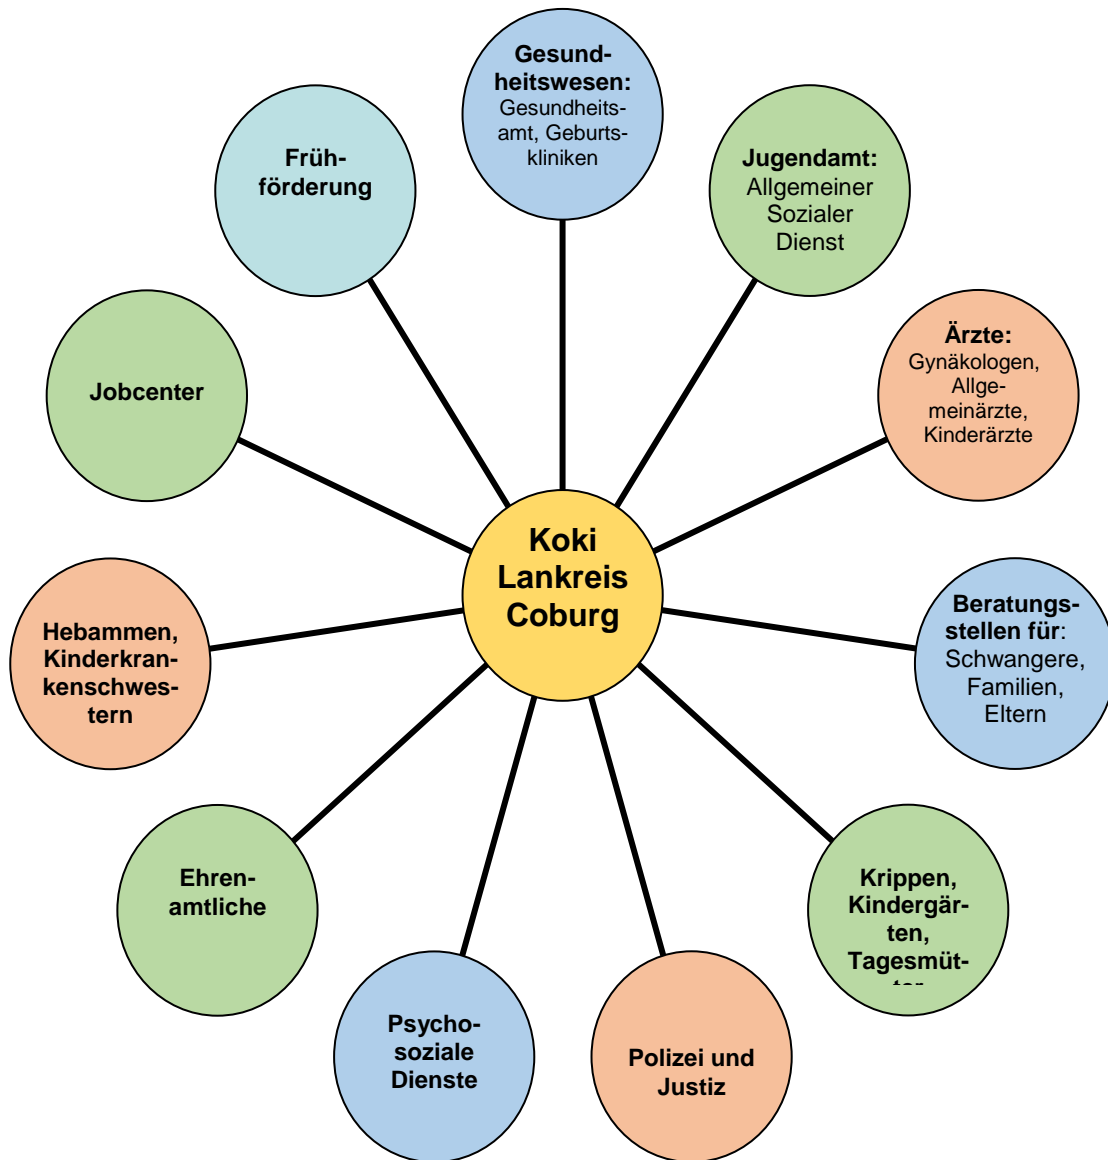 Gesund-
heitswesen:
Gesundheits-
amt, Geburts-
kliniken
Jugendamt:
Allgemeiner
Sozialer
Dienst
Ärzte:
Gynäkologen,
Allge-
meinärzte,
Kinderärzte
Beratungs-
stellen für:
Schwangere,
Familien,
Eltern
Krippen,
Kindergär-
ten,
Tagesmüt-
Polizei und
Justiz
Psycho-
soziale
Dienste
Ehren-
amtliche
Hebammen,
Kinderkran-
kenschwes-
tern
Jobcenter
Früh-
förderung
Koki
Lankreis
Coburg